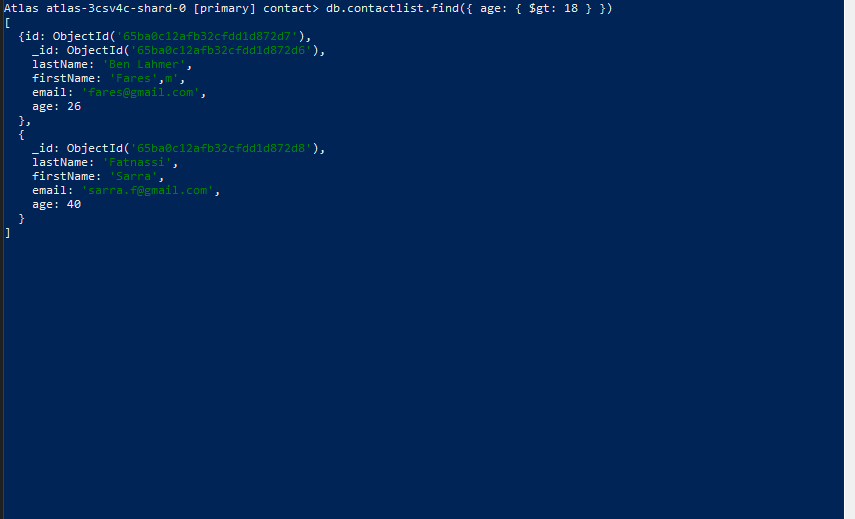 Atlas atlas-3csv4c-shard-0 [primary] contact> db.contactlist.find({ age: { $gt: 18 } })
[
  {id: ObjectId('65ba0c12afb32cfdd1d872d7'),
    _id: ObjectId('65ba0c12afb32cfdd1d872d6'),
    lastName: 'Ben Lahmer',
    firstName: 'Fares',m',
    email: 'fares@gmail.com',
    age: 26
  },
  {
    _id: ObjectId('65ba0c12afb32cfdd1d872d8'),
    lastName: 'Fatnassi',
    firstName: 'Sarra',
    email: 'sarra.f@gmail.com',
    age: 40
  }
]